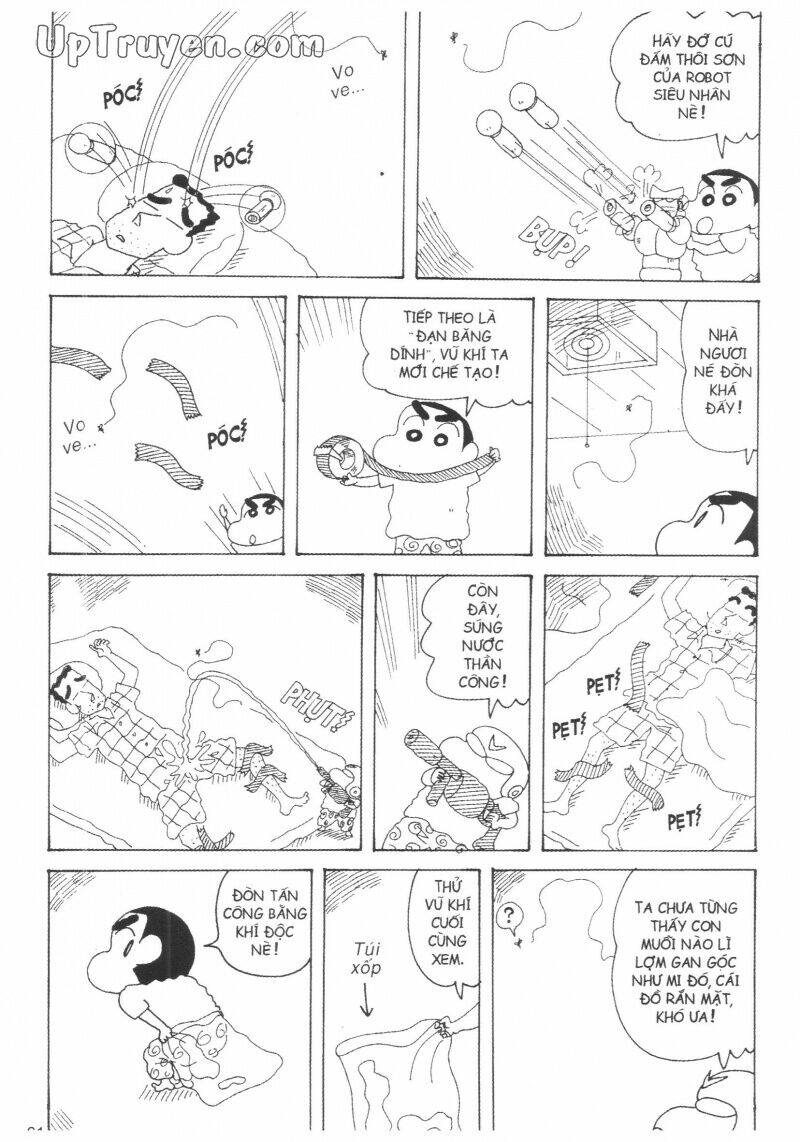 UpTruyen.com
HÃY ĐỠ CÚ
ĐẤM THÔI SƠN
CỦA ROBOT
SIÊU NHÂN
NÈ!
BỤP!
Vo
ve...
PÓC!
PÓC!
NHÀ
NGƯƠI
NÉ ĐÒN
KHÁ
ĐẤY!
TIẾP THEO LÀ
"ĐẠN BĂNG
DÍNH", VŨ KHÍ TA
MỚI CHẾ TẠO!
Vo
ve...
PÓC!
PẸT!
PẸT!
PẸT!
PẸT!
CÒN
ĐÂY,
SÚNG
NƯỚC
THẦN
CÔNG!
PHỤT!
TA CHƯA TỪNG
THẤY CON
MUỖI NÀO LÌ
LỢM GAN GÓC
NHƯ MI ĐÓ, CÁI
ĐỒ RẮN MẶT,
KHÓ ƯA!
?
THỬ
VŨ KHÍ
CUỐI
CÙNG
XEM.
Túi
xốp
ĐÒN TẤN
CÔNG BẰNG
KHÍ ĐỘC
NÈ!